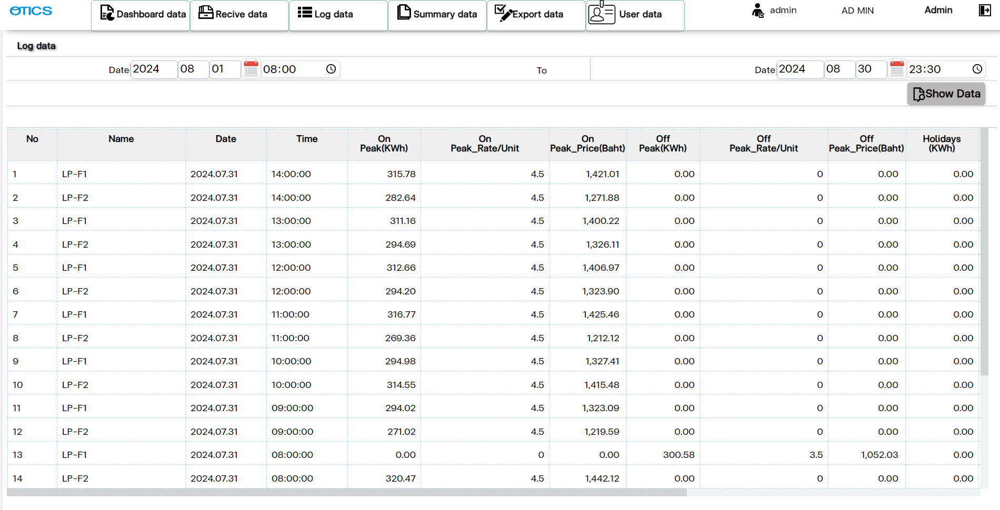 OTICS Dashboard data Recive data Log data Summary data Export data User data admin AD MIN Admin
Log data
Date 2024 08 01 08:00 To Date 2024 08 30 23:30
Show Data
No Name Date Time On Peak(KWh) On Peak_Rate/Unit On Peak_Price(Baht) Off Peak(KWh) Off Peak_Rate/Unit Off Peak_Price(Baht) Holidays (KWh)
1 LP-F1 2024.07.31 14:00:00 315.78 4.5 1,421.01 0.00 0 0.00 0.00
2 LP-F2 2024.07.31 14:00:00 282.64 4.5 1,271.88 0.00 0 0.00 0.00
3 LP-F1 2024.07.31 13:00:00 311.16 4.5 1,400.22 0.00 0 0.00 0.00
4 LP-F2 2024.07.31 13:00:00 294.69 4.5 1,326.11 0.00 0 0.00 0.00
5 LP-F1 2024.07.31 12:00:00 312.66 4.5 1,406.97 0.00 0 0.00 0.00
6 LP-F2 2024.07.31 12:00:00 294.20 4.5 1,323.90 0.00 0 0.00 0.00
7 LP-F1 2024.07.31 11:00:00 316.77 4.5 1,425.46 0.00 0 0.00 0.00
8 LP-F2 2024.07.31 11:00:00 269.36 4.5 1,212.12 0.00 0 0.00 0.00
9 LP-F1 2024.07.31 10:00:00 294.98 4.5 1,327.41 0.00 0 0.00 0.00
10 LP-F2 2024.07.31 10:00:00 314.55 4.5 1,415.48 0.00 0 0.00 0.00
11 LP-F1 2024.07.31 09:00:00 294.02 4.5 1,323.09 0.00 0 0.00 0.00
12 LP-F2 2024.07.31 09:00:00 271.02 4.5 1,219.59 0.00 0 0.00 0.00
13 LP-F1 2024.07.31 08:00:00 0.00 0 0.00 300.58 3.5 1,052.03 0.00
14 LP-F2 2024.07.31 08:00:00 320.47 4.5 1,442.12 0.00 0 0.00 0.00